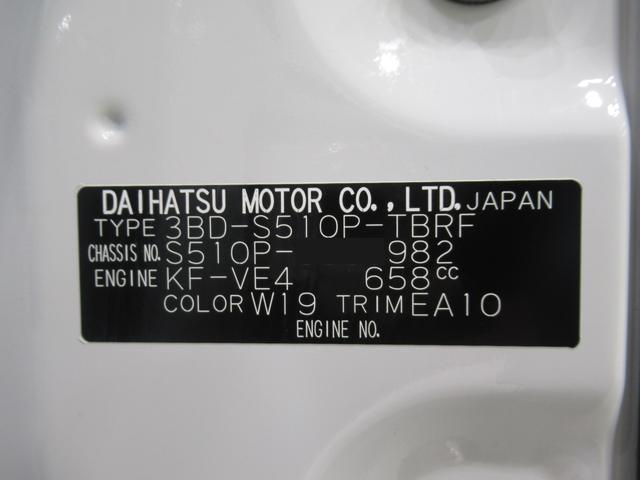 DAIHATSU MOTOR CO., LTD. JAPAN
TYPE 3BD-S510P-TBRF
CHASSIS NO. S510P- 982
ENGINE KF-VE4 658CC
COLOR W19 TRIM EA10
ENGINE NO.